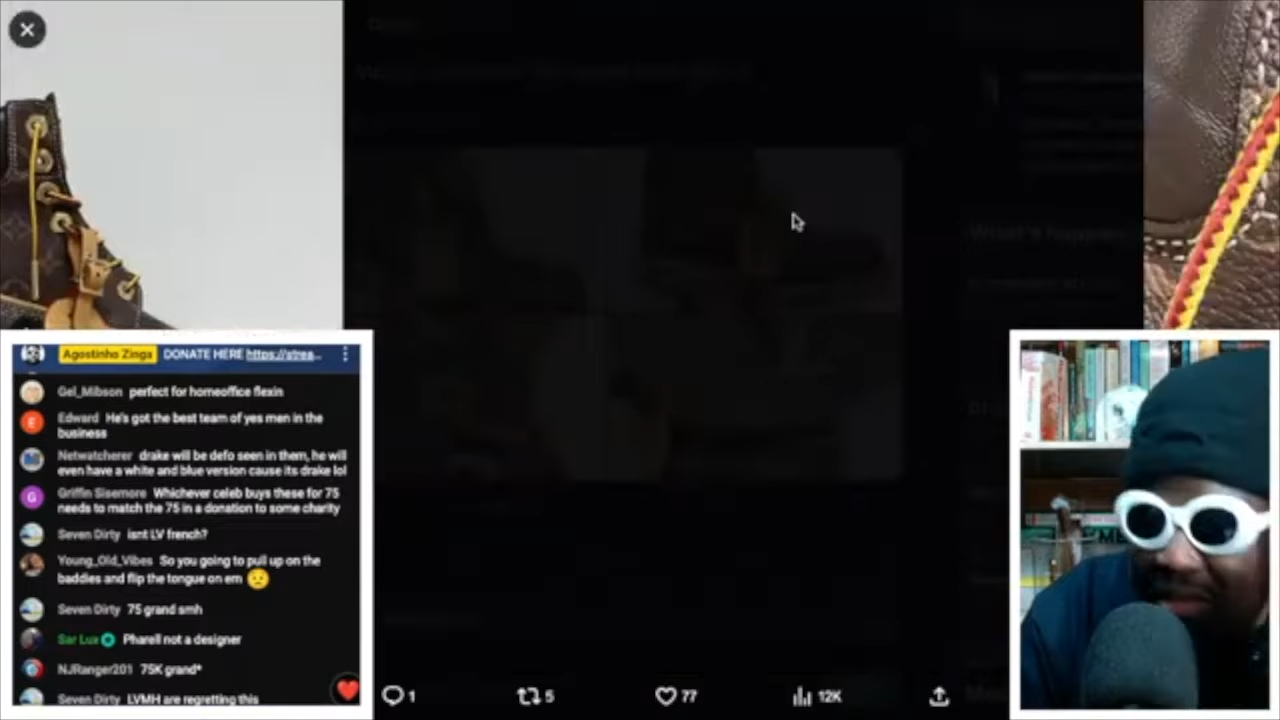 Agostinho Zinga DONATE HERE https://strea...
Gel_Mibson perfect for homeoffice flexin
Edward He's got the best team of yes men in the
business
Netwatcherer drake will be defo seen in them, he will
even have a white and blue version cause its drake lol
Griffin Sisemore Whichever celeb buys these for 75
needs to match the 75 in a donation to some charity
Seven Dirty isnt LV french?
Young_Old_Vibes So you going to pull up on the
baddies and flip the tongue on em
Seven Dirty 75 grand smh
Sar Lux Pharell not a designer
NJRanger201 75K grand*
Seven Dirty LVMH are regretting this
1
5
77
12K